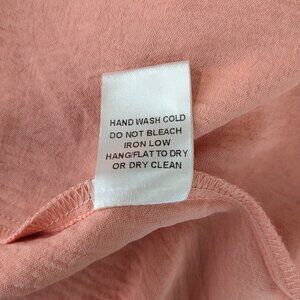 HAND WASH COLD
DO NOT BLEACH
IRON LOW
HANG/FLAT TO DRY
OR DRY CLEAN